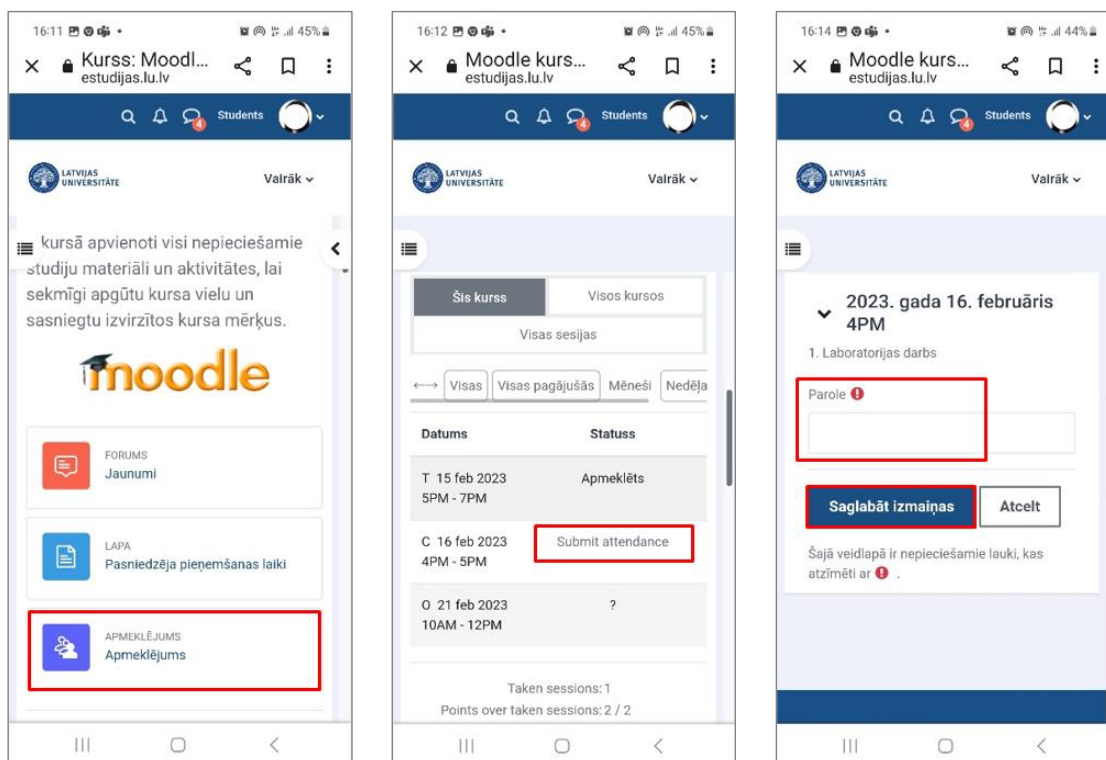 16:11
45%
Kurss: Moodl...
estudijas.lu.lv
4
Students
LATVIJAS
UNIVERSITĀTE
Vairāk
kursā apvienoti visi nepieciešamie
studiju materiāli un aktivitātes, lai
sekmīgi apgūtu kursa vielu un
sasniegtu izvirzītos kursa mērķus.
moodle
FORUMS
Jaunumi
LAPA
Pasniedzēja pieņemšanas laiki
APMEKLĒJUMS
Apmeklējums
16:12
45%
Moodle kurs...
estudijas.lu.lv
4
Students
LATVIJAS
UNIVERSITĀTE
Vairāk
Šis kurss
Visos kursos
Visas sesijas
Visas
Visas pagājušās
Mēneši
Nedēļa
Datums Statuss
T 15 feb 2023 Apmeklēts
5PM - 7PM
C 16 feb 2023 Submit attendance
4PM - 5PM
O 21 feb 2023 ?
10AM - 12PM
Taken sessions: 1
Points over taken sessions: 2 / 2
16:14
44%
Moodle kurs...
estudijas.lu.lv
4
Students
LATVIJAS
UNIVERSITĀTE
Vairāk
2023. gada 16. februāris
4PM
1. Laboratorijas darbs
Parole
Saglabāt izmaiņas
Atcelt
Šajā veidlapā ir nepieciešamie lauki, kas
atzīmēti ar .